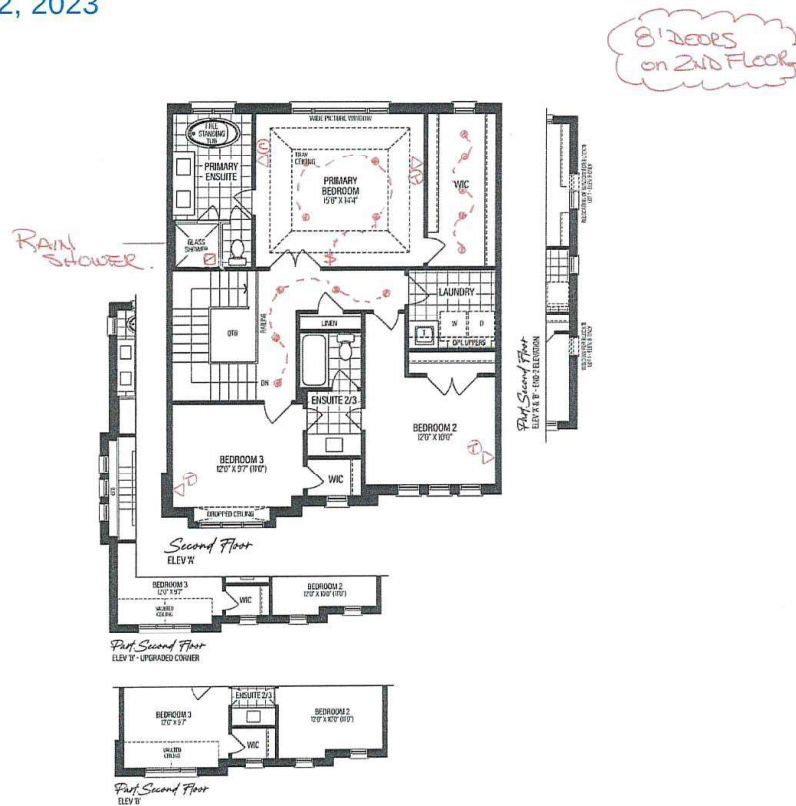 2, 2023
8' DOORS
on 2ND FLOOR
WIDE PICTURE WINDOW
FREE
STANDING
TUB
PRIMARY
ENSUITE
TRAY
CEILING
PRIMARY
BEDROOM
15'8" X 14'4"
WIC
GLASS
SHOWER
RAIN
SHOWER.
LAUNDRY
W
D
OPT. UPPERS
LINEN
RAILING
OTB
DN
ENSUITE 2/3
BEDROOM 2
12'0" X 10'0"
BEDROOM 3
12'0" X 9'7" (11'0")
WIC
DROPPED CEILING
Second Floor
ELEV 'A'
Part Second Floor
ELEV 'A' & 'B' - END-2 ELEVATION
BEDROOM 3
12'0" X 9'7"
VAULTED
CEILING
WIC
BEDROOM 2
12'0" X 10'0" (11'0")
Part Second Floor
ELEV 'B' - UPGRADED CORNER
ENSUITE 2/3
BEDROOM 3
12'0" X 9'7"
BEDROOM 2
12'0" X 10'0" (11'0")
VAULTED
CEILING
WIC
Part Second Floor
ELEV 'B'